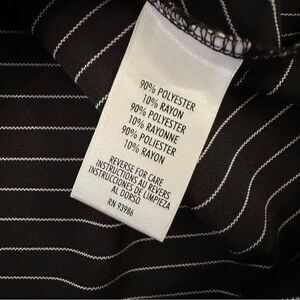 90% POLYESTER
10% RAYON
90% POLYESTER
10% RAYONNE
90% POLIESTER
10% RAYON
REVERSE FOR CARE
INSTRUCTIONS AU REVERS
INSTRUCCIONES DE LIMPIEZA
AL DORSO
RN 93986